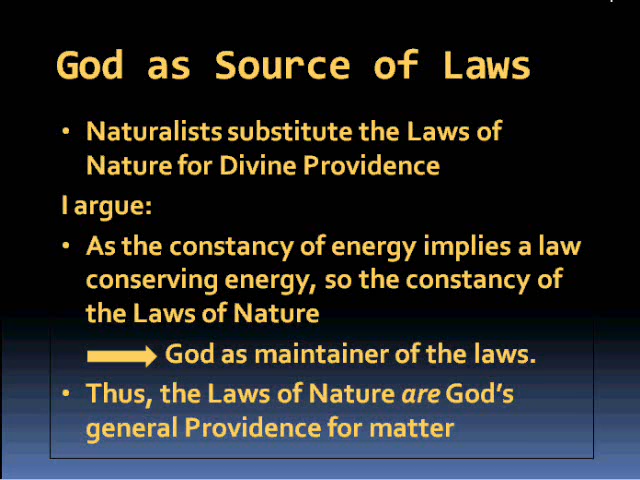 God as Source of Laws
• Naturalists substitute the Laws of
Nature for Divine Providence
I argue:
• As the constancy of energy implies a law
conserving energy, so the constancy of
the Laws of Nature
God as maintainer of the laws.
• Thus, the Laws of Nature are God's
general Providence for matter